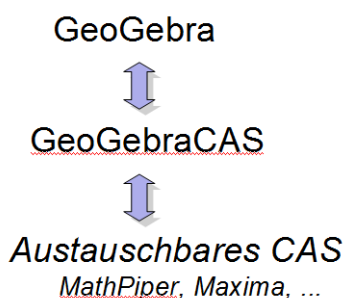 GeoGebra
GeoGebraCAS
Austauschbares CAS
MathPiper, Maxima, ...